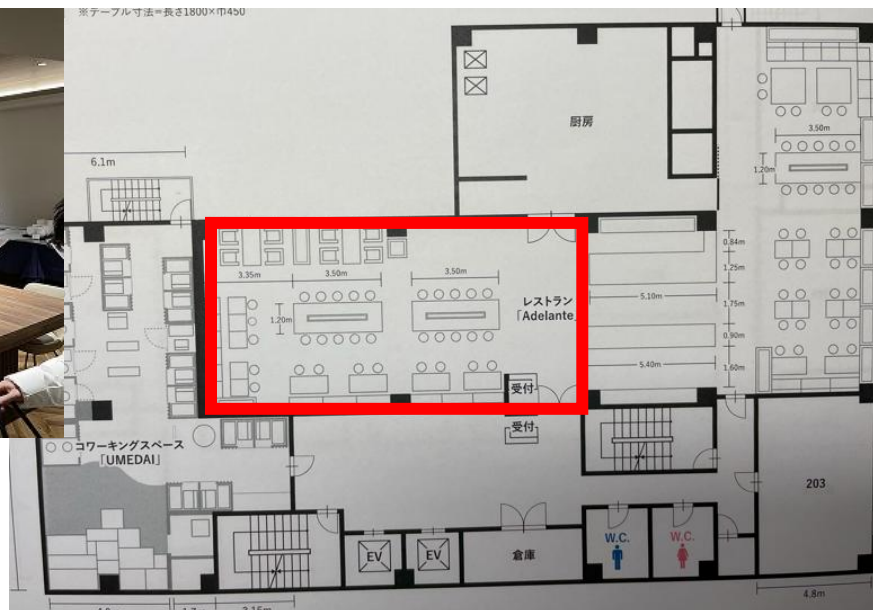 ※テーブル寸法=長さ1800×巾450
6.1m
厨房
3.50m
1.20m
3.35m
3.50m
3.50m
1.20m
レストラン
「Adelante」
0.84m
1.25m
5.10m
1.75m
0.90m
5.40m
1.60m
受付
受付
コワーキングスペース
「UMEDAI」
203
EV
EV
倉庫
W.C.
W.C.
4.8m